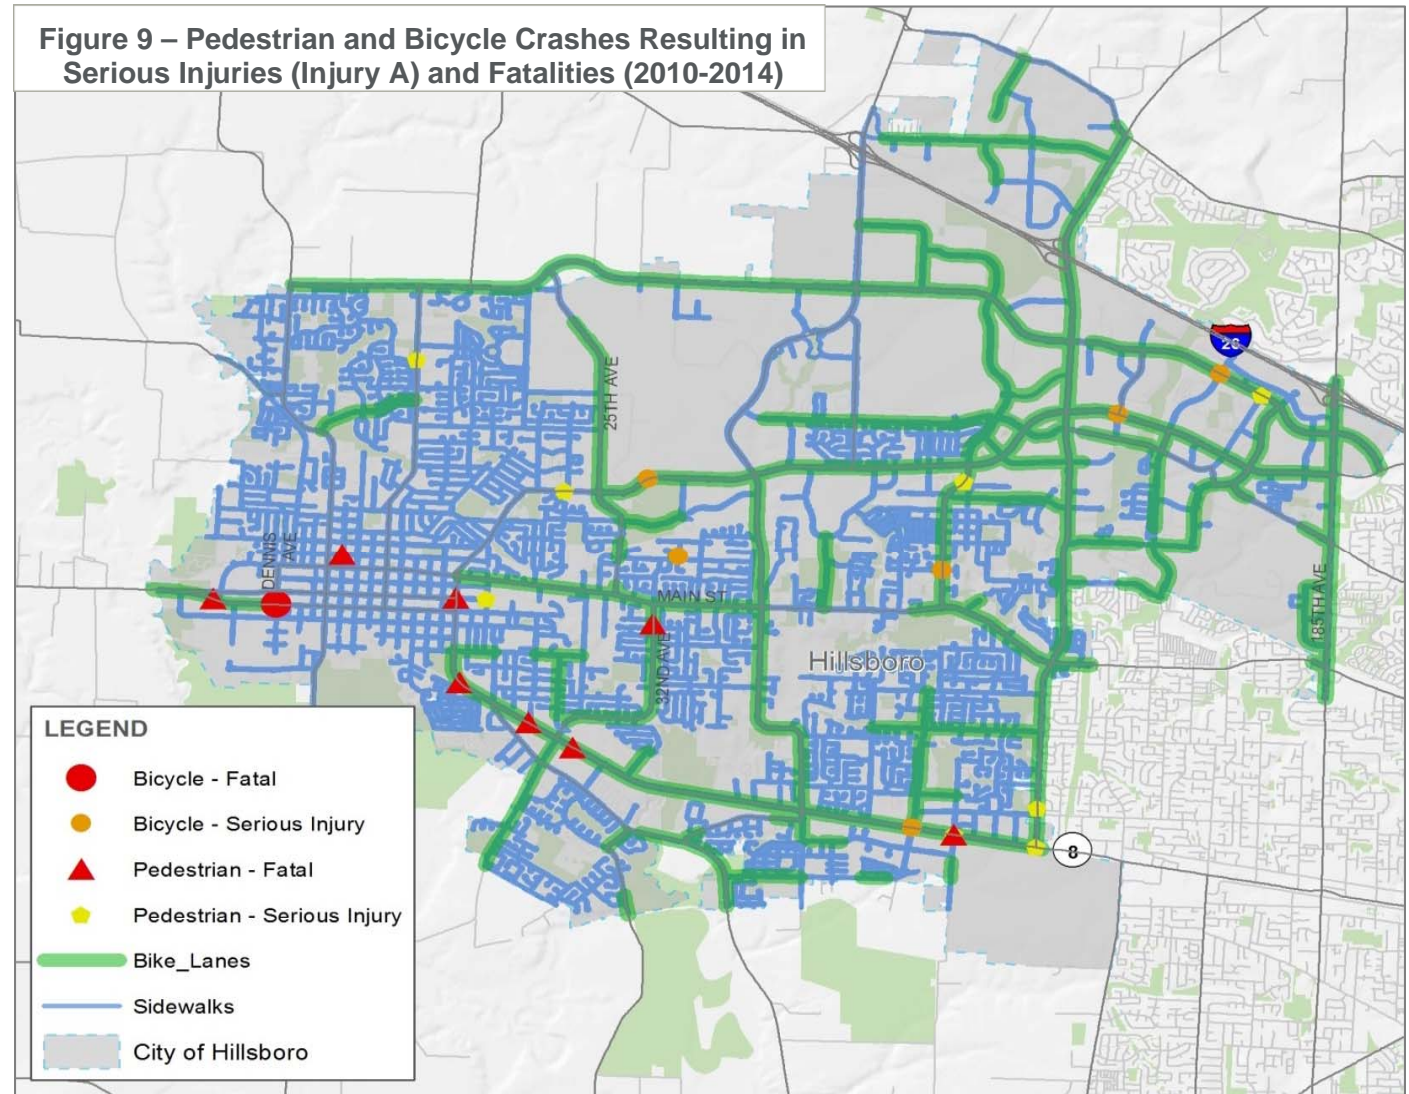 Figure 9 – Pedestrian and Bicycle Crashes Resulting in
Serious Injuries (Injury A) and Fatalities (2010-2014)
26
25TH AVE
DENNIS
AVE
MAIN ST
32ND AVE
185TH AVE
Hillsboro
8
LEGEND
Bicycle - Fatal
Bicycle - Serious Injury
Pedestrian - Fatal
Pedestrian - Serious Injury
Bike_Lanes
Sidewalks
City of Hillsboro